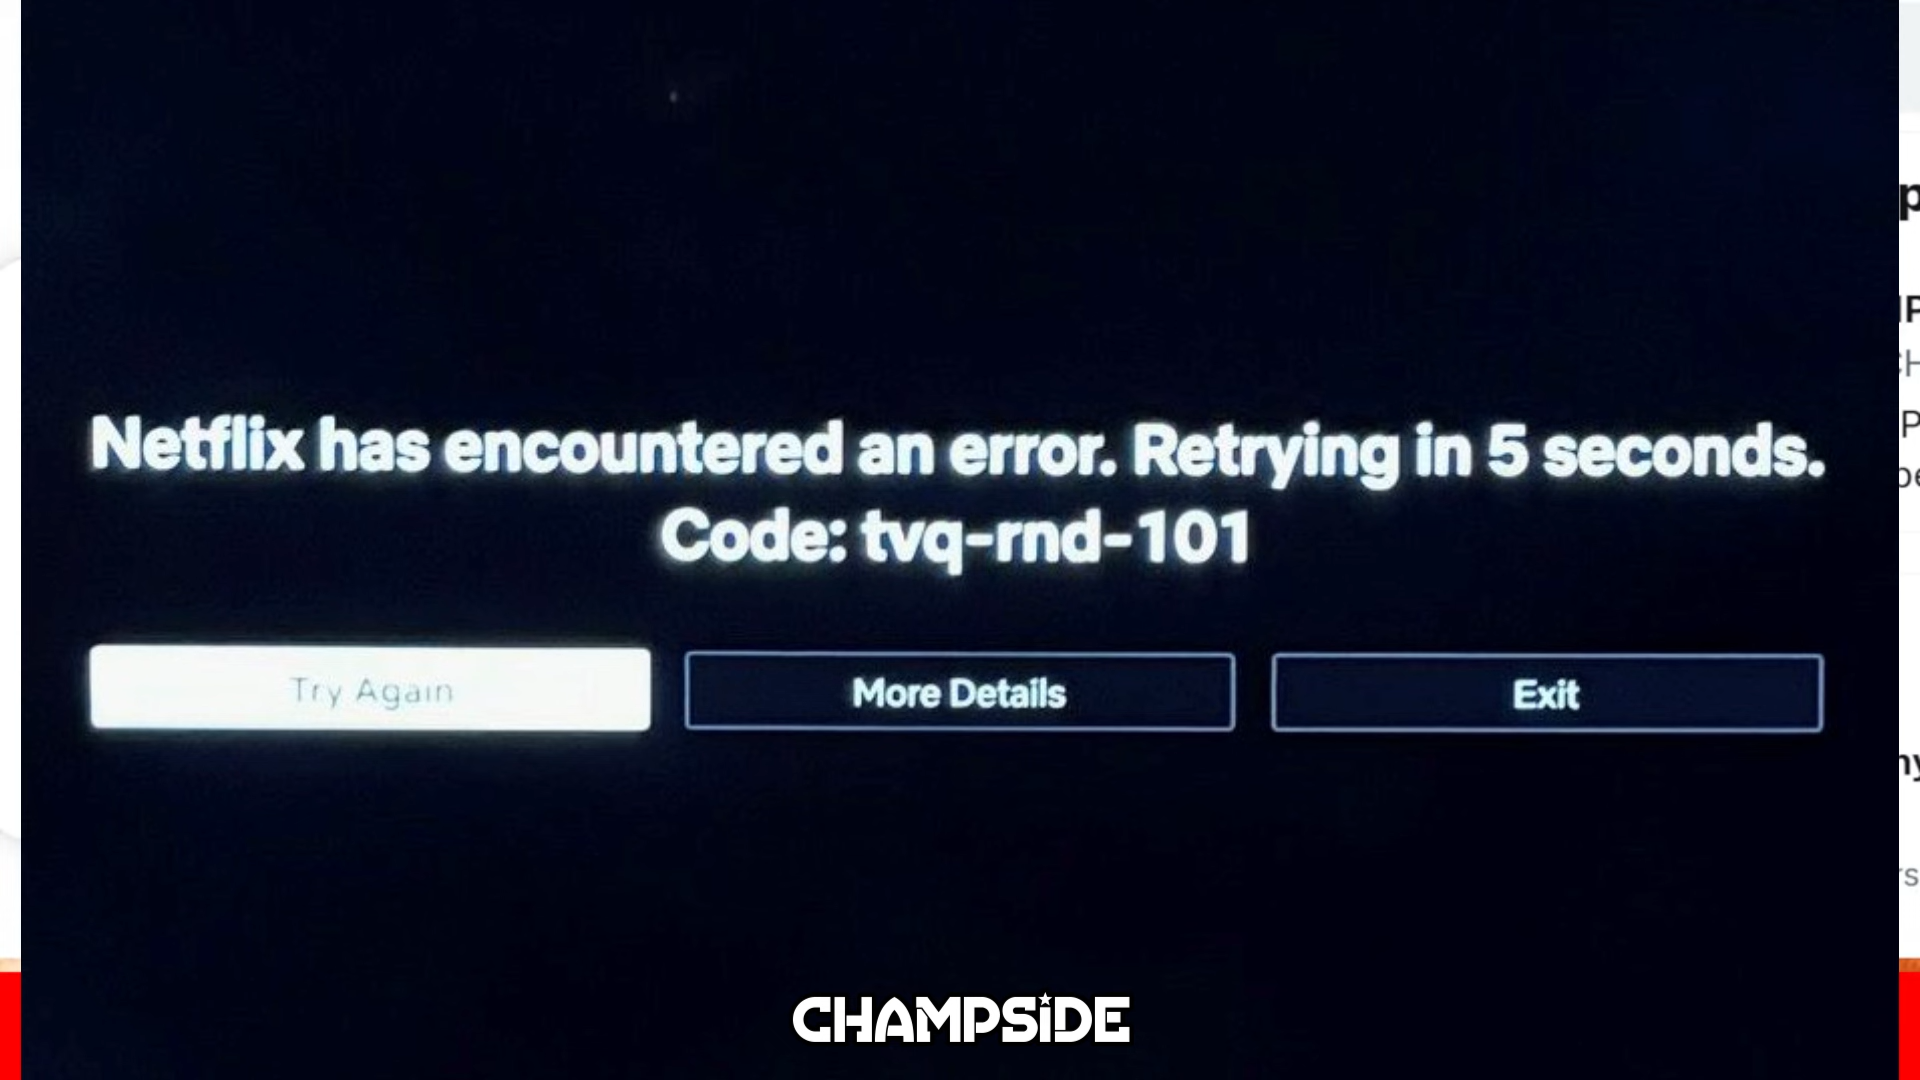 Netflix has encountered an error. Retrying in 5 seconds.
Code: tvq-rnd-101
Try Again
More Details
Exit
CHAMPSIDE